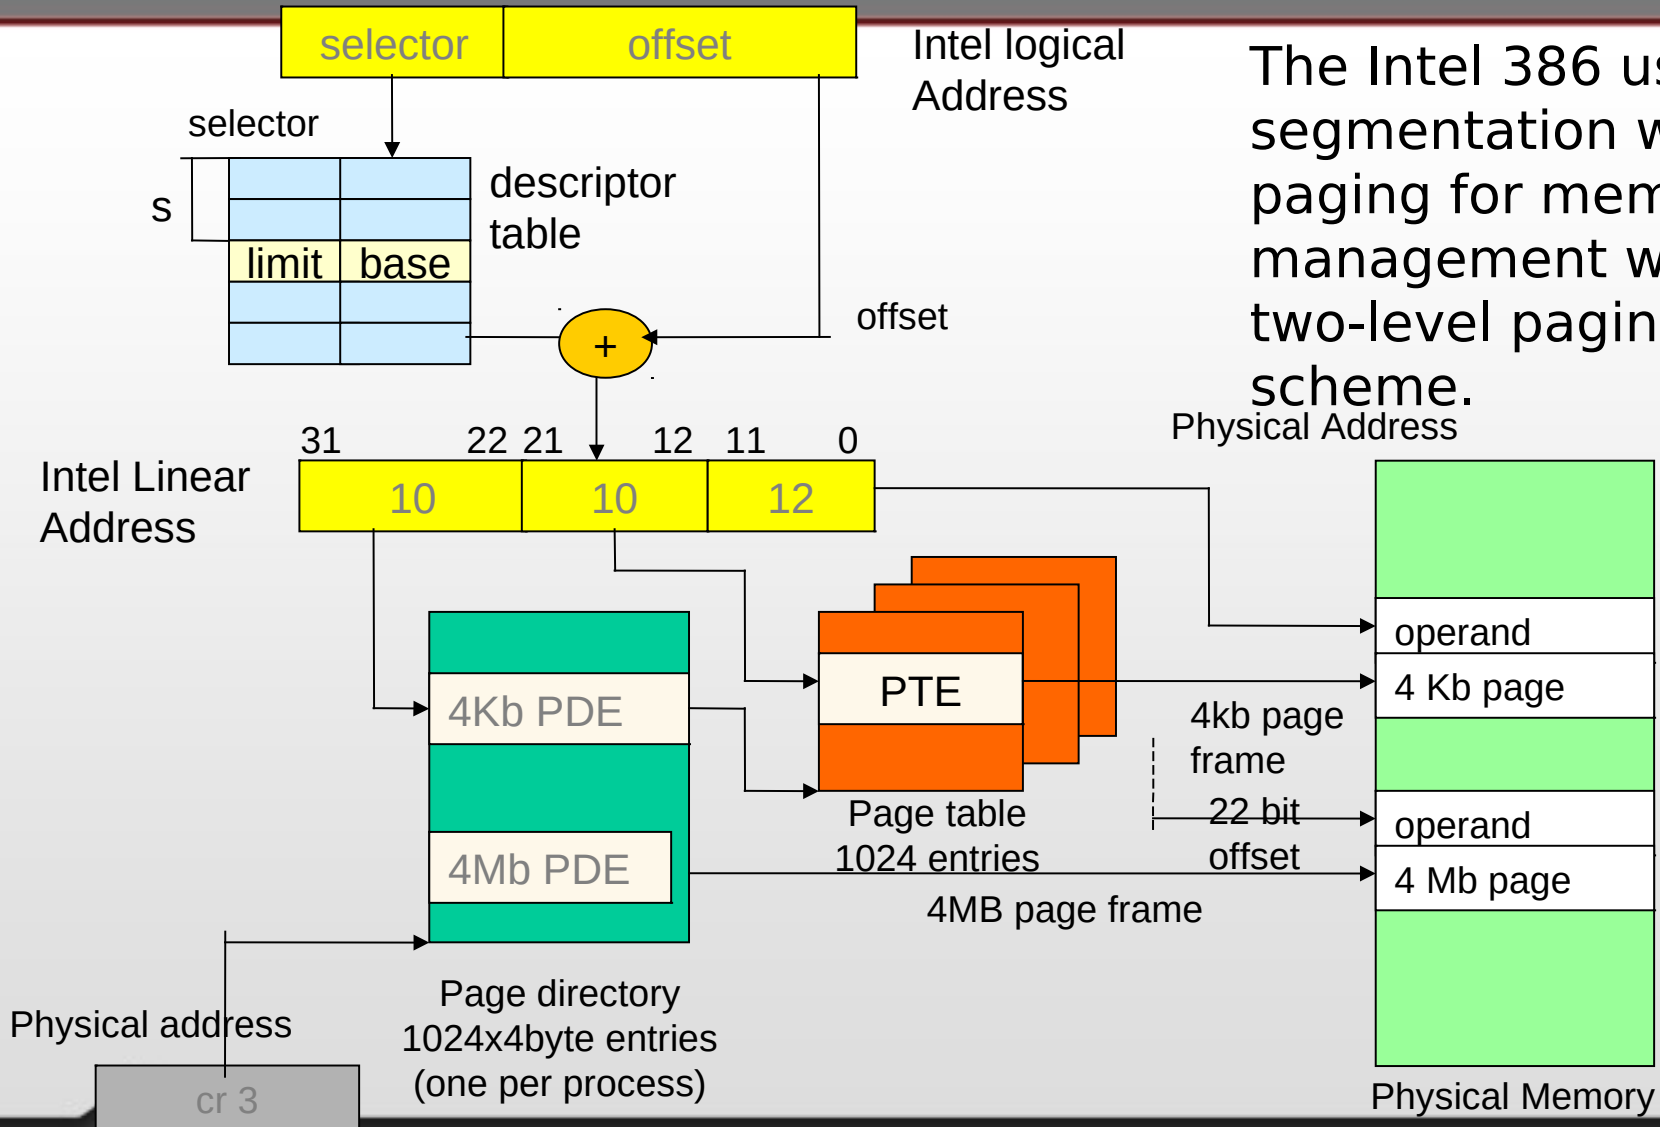 selector offset
Intel logical
Address
The Intel 386 us
segmentation w
paging for mem
management w
two-level pagin
scheme.
selector
s
descriptor
table
limit base
+
offset
31 22 21 12 11 0
Intel Linear
Address
10 10 12
Physical Address
4Kb PDE
4Mb PDE
PTE
Page table
1024 entries
4kb page
frame
22 bit
offset
4MB page frame
operand
4 Kb page
operand
4 Mb page
Page directory
1024x4byte entries
(one per process)
Physical address
cr 3
Physical Memory